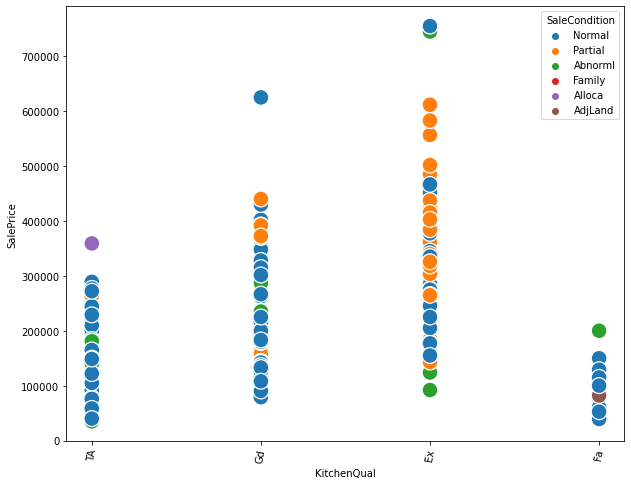 SaleCondition
Normal
Partial
Abnorml
Family
Alloca
AdjLand
SalePrice
700000
600000
500000
400000
300000
200000
100000
0
TA
Gd
Ex
Fa
KitchenQual